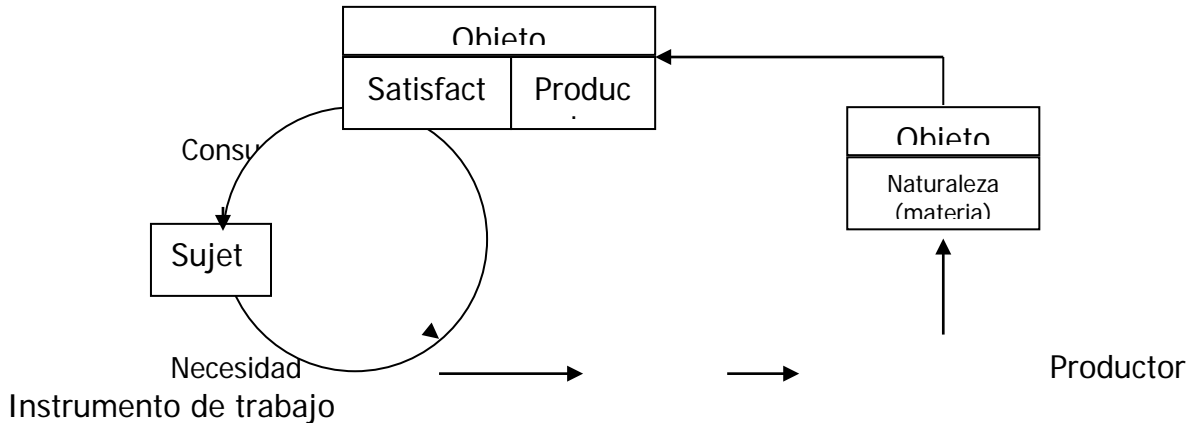 Objeto
Satisfact Produc
Objeto
Consu
Naturaleza
(materia)
Sujet
Necesidad Productor
Instrumento de trabajo